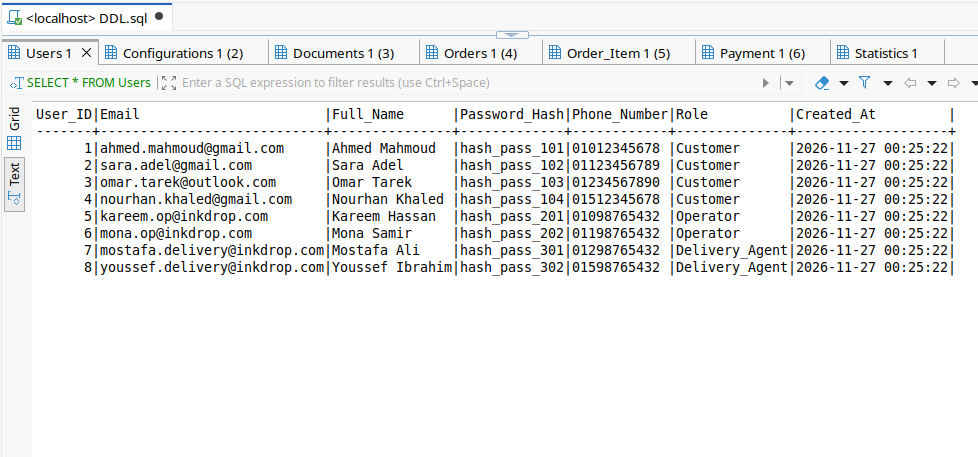 <localhost> DDL.sql
Users 1 Configurations 1 (2) Documents 1 (3) Orders 1 (4) Order_Item 1 (5) Payment 1 (6) Statistics 1
SELECT * FROM Users Enter a SQL expression to filter results (use Ctrl+Space)
Grid
Text
User_ID|Email                      |Full_Name      |Password_Hash|Phone_Number|Role          |Created_At         |
-------+---------------------------+---------------+-------------+------------+--------------+-------------------+
      1|ahmed.mahmoud@gmail.com    |Ahmed Mahmoud  |hash_pass_101|01012345678 |Customer      |2026-11-27 00:25:22|
      2|sara.adel@gmail.com        |Sara Adel      |hash_pass_102|01123456789 |Customer      |2026-11-27 00:25:22|
      3|omar.tarek@outlook.com     |Omar Tarek     |hash_pass_103|01234567890 |Customer      |2026-11-27 00:25:22|
      4|nourhan.khaled@gmail.com   |Nourhan Khaled |hash_pass_104|01512345678 |Customer      |2026-11-27 00:25:22|
      5|kareem.op@inkdrop.com      |Kareem Hassan  |hash_pass_201|01098765432 |Operator      |2026-11-27 00:25:22|
      6|mona.op@inkdrop.com        |Mona Samir     |hash_pass_202|01198765432 |Operator      |2026-11-27 00:25:22|
      7|mostafa.delivery@inkdrop.com|Mostafa Ali    |hash_pass_301|01298765432 |Delivery_Agent|2026-11-27 00:25:22|
      8|youssef.delivery@inkdrop.com|Youssef Ibrahim|hash_pass_302|01598765432 |Delivery_Agent|2026-11-27 00:25:22|